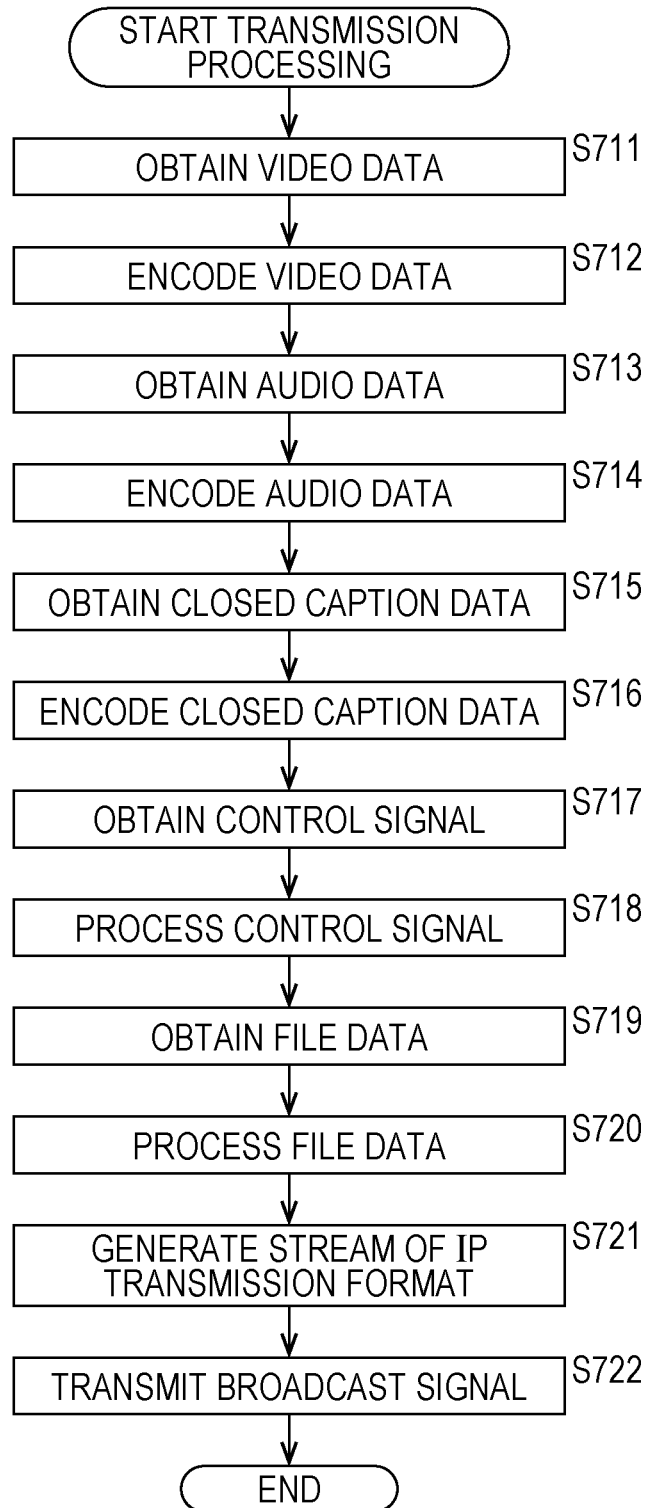 START TRANSMISSION
PROCESSING
S711
OBTAIN VIDEO DATA
S712
ENCODE VIDEO DATA
S713
OBTAIN AUDIO DATA
S714
ENCODE AUDIO DATA
S715
OBTAIN CLOSED CAPTION DATA
S716
ENCODE CLOSED CAPTION DATA
S717
OBTAIN CONTROL SIGNAL
S718
PROCESS CONTROL SIGNAL
S719
OBTAIN FILE DATA
S720
PROCESS FILE DATA
S721
GENERATE STREAM OF IP
TRANSMISSION FORMAT
S722
TRANSMIT BROADCAST SIGNAL
END